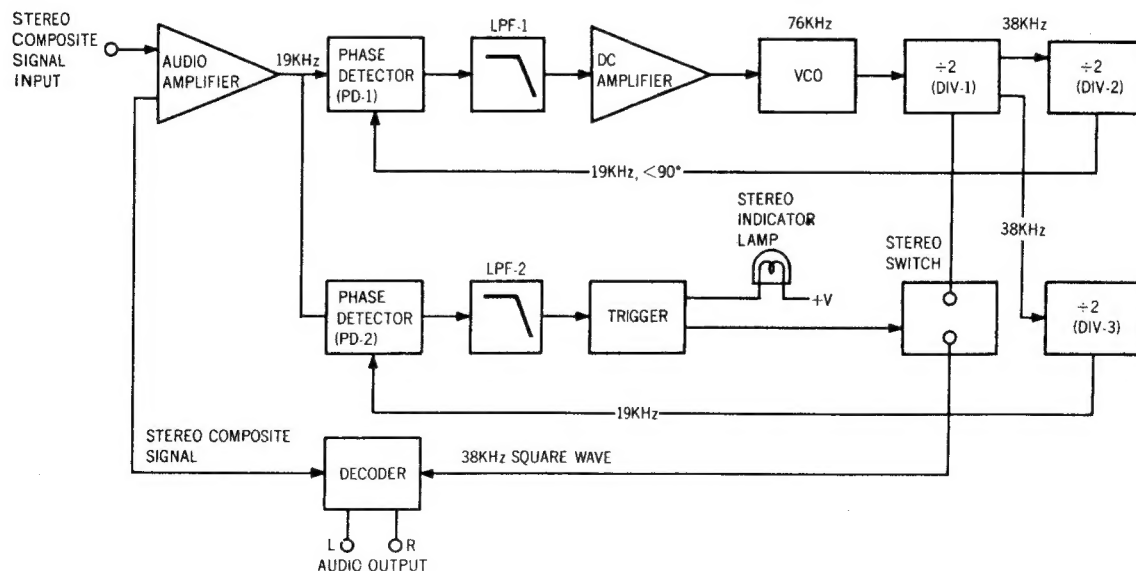 STEREO
COMPOSITE
SIGNAL
INPUT
AUDIO
AMPLIFIER
19KHz
PHASE
DETECTOR
(PD-1)
LPF-1
DC
AMPLIFIER
76KHz
VCO
38KHz
÷2
(DIV-1)
÷2
(DIV-2)
19KHz, <90°
38KHz
STEREO
INDICATOR
LAMP
+V
STEREO
SWITCH
LPF-2
PHASE
DETECTOR
(PD-2)
TRIGGER
÷2
(DIV-3)
19KHz
STEREO COMPOSITE
SIGNAL
DECODER
38KHz SQUARE WAVE
L R
AUDIO OUTPUT